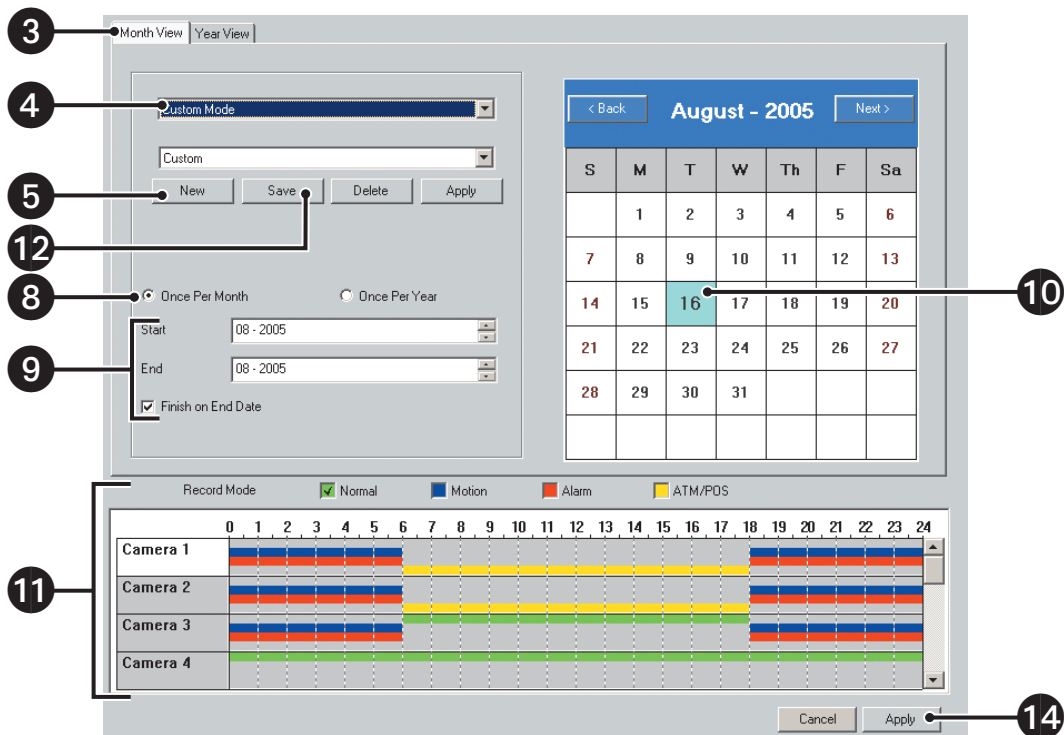 3 Month View Year View
4 Custom Mode
Custom
5 New Save Delete Apply
12
8 Once Per Month Once Per Year
Start 08 - 2005
9 End 08 - 2005
Finish on End Date
< Back August - 2005 Next >
S M T W Th F Sa
1 2 3 4 5 6
7 8 9 10 11 12 13
14 15 16 17 18 19 20
10
21 22 23 24 25 26 27
28 29 30 31
Record Mode Normal Motion Alarm ATM/POS
0 1 2 3 4 5 6 7 8 9 10 11 12 13 14 15 16 17 18 19 20 21 22 23 24
Camera 1
11 Camera 2
Camera 3
Camera 4
Cancel Apply 14